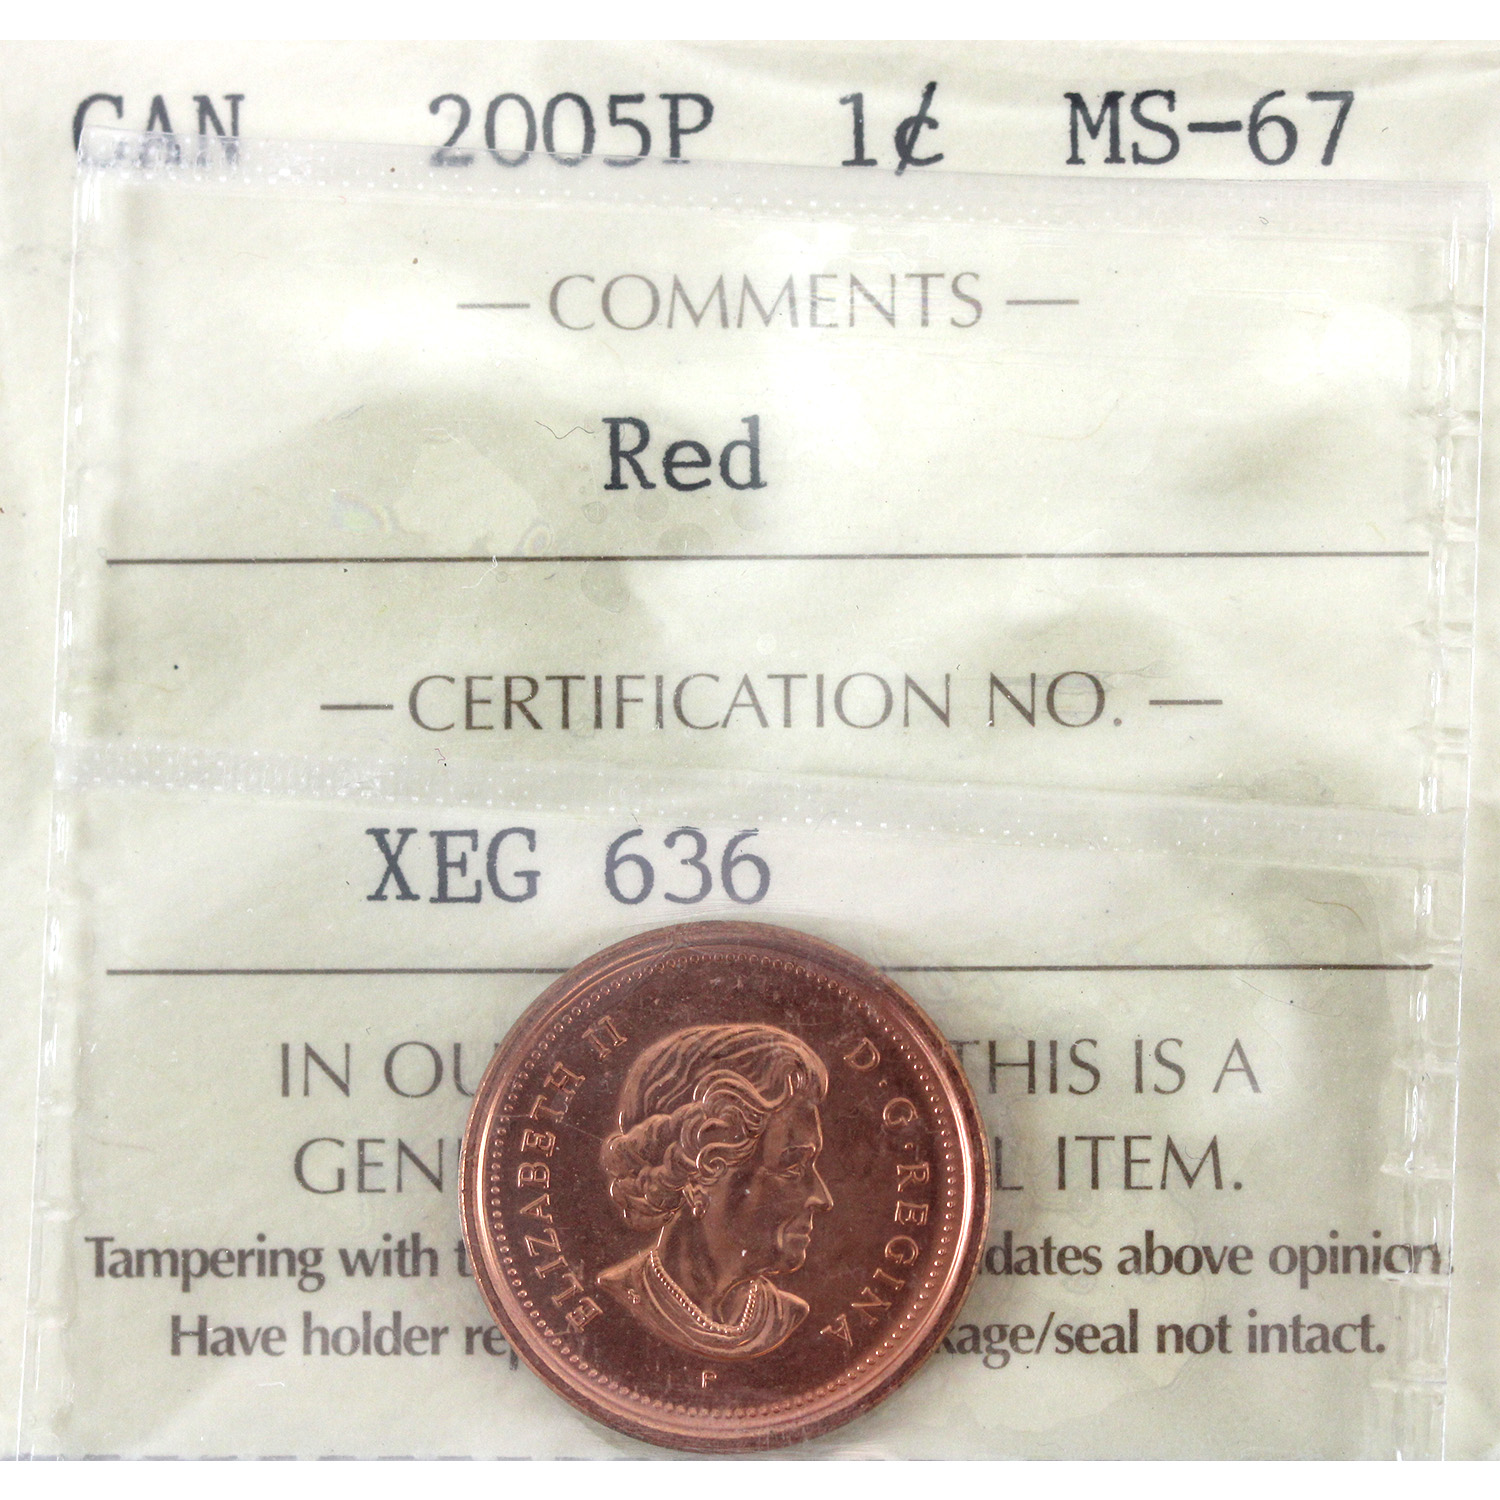 CAN 2005P 1¢ MS-67
— COMMENTS —
Red
— CERTIFICATION NO. —
XEG 636
IN OU THIS IS A
GEN L ITEM.
Tampering with t dates above opinion.
Have holder re kage/seal not intact.
ELIZABETH II D·G·REGINA
P